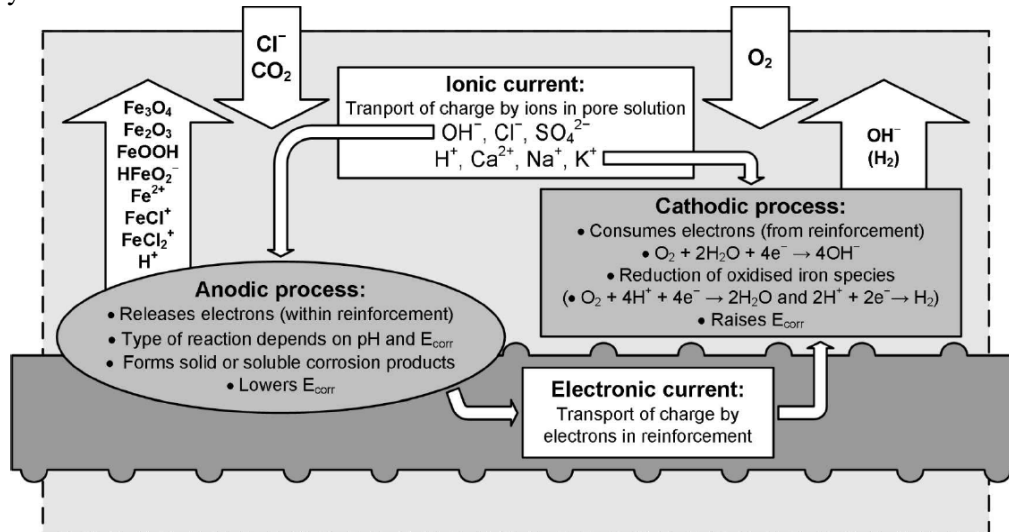 Cl⁻
CO₂
O₂
Ionic current:
Tranport of charge by ions in pore solution
OH⁻, Cl⁻, SO₄²⁻
H⁺, Ca²⁺, Na⁺, K⁺
Fe₃O₄
Fe₂O₃
FeOOH
HFeO₂⁻
Fe²⁺
FeCl⁺
FeCl₂⁺
H⁺
OH⁻
(H₂)
Cathodic process:
• Consumes electrons (from reinforcement)
• O₂ + 2H₂O + 4e⁻ → 4OH⁻
• Reduction of oxidised iron species
(• O₂ + 4H⁺ + 4e⁻ → 2H₂O and 2H⁺ + 2e⁻ → H₂)
• Raises E_corr
Anodic process:
• Releases electrons (within reinforcement)
• Type of reaction depends on pH and E_corr
• Forms solid or soluble corrosion products
• Lowers E_corr
Electronic current:
Transport of charge by
electrons in reinforcement